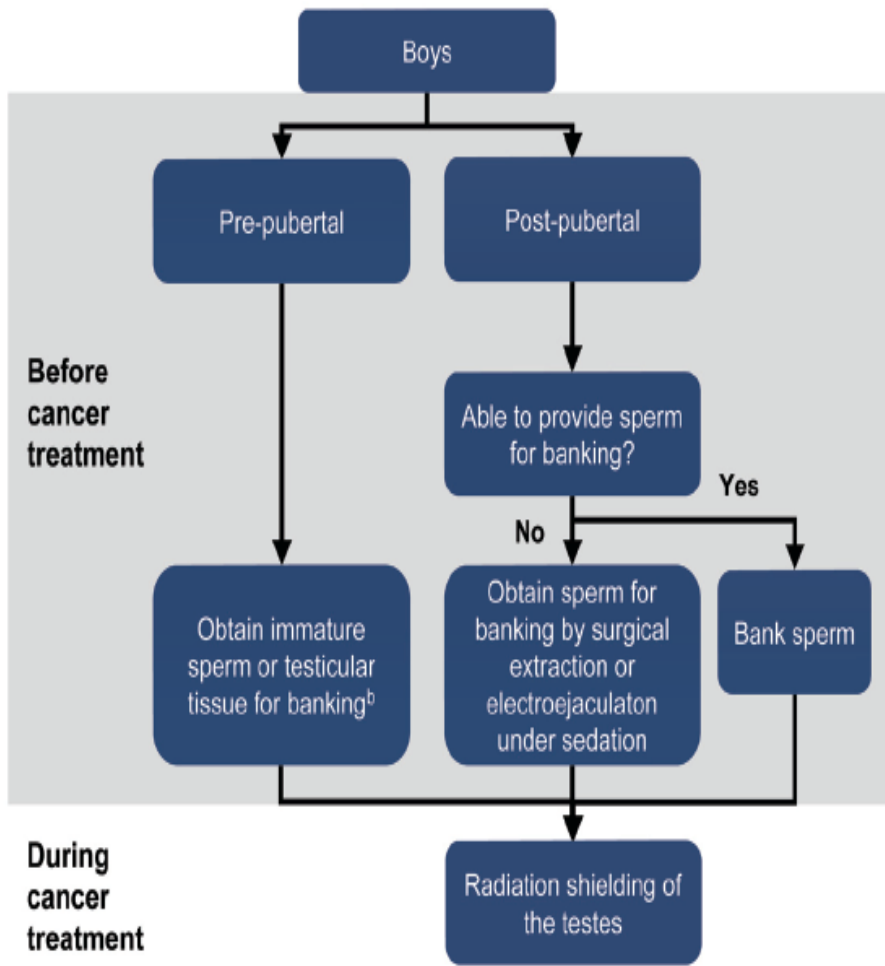 Boys
Pre-pubertal
Post-pubertal
Before
cancer
treatment
Able to provide sperm
for banking?
Yes
No
Obtain immature
sperm or testicular
tissue for bankingᵇ
Obtain sperm for
banking by surgical
extraction or
electroejaculaton
under sedation
Bank sperm
During
cancer
treatment
Radiation shielding of
the testes